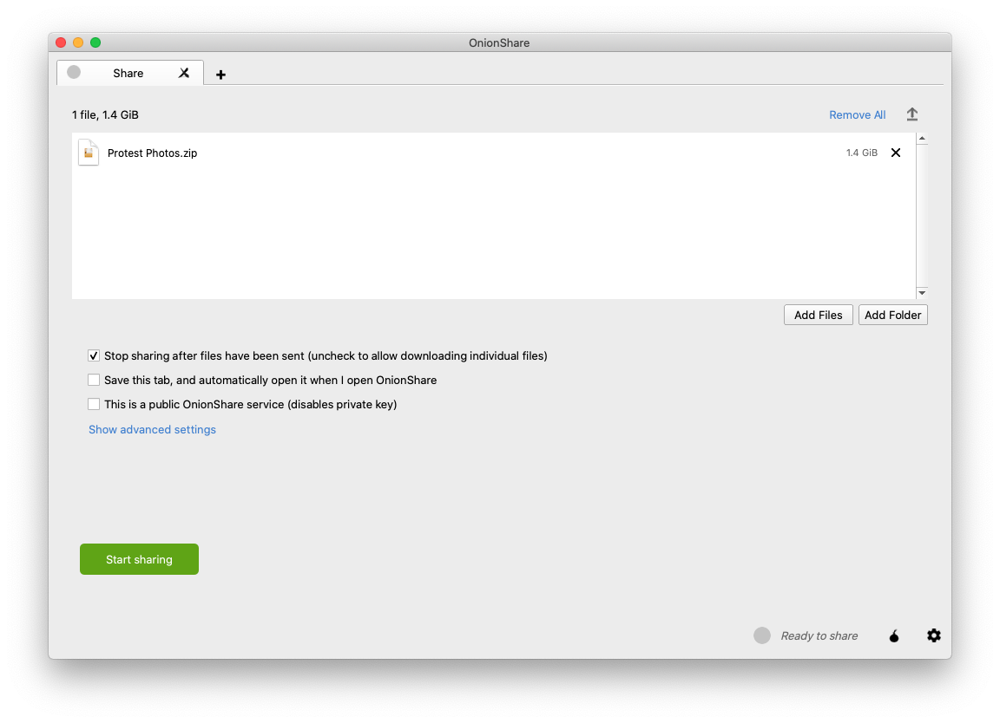 OnionShare
Share
1 file, 1.4 GiB
Remove All
Protest Photos.zip
1.4 GiB
Add Files
Add Folder
Stop sharing after files have been sent (uncheck to allow downloading individual files)
Save this tab, and automatically open it when I open OnionShare
This is a public OnionShare service (disables private key)
Show advanced settings
Start sharing
Ready to share